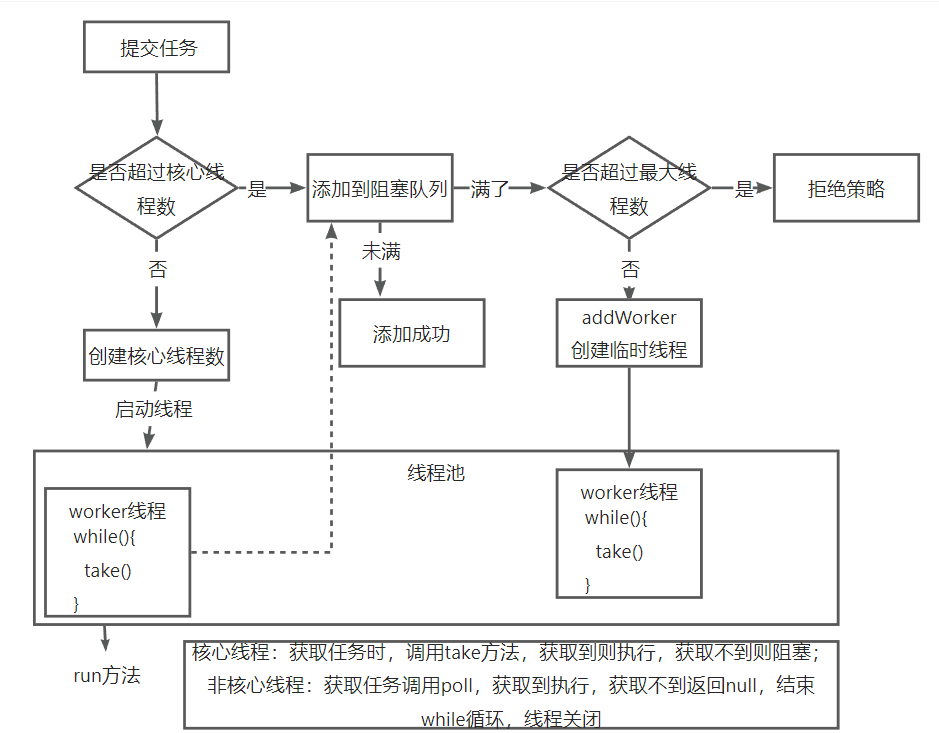 提交任务
是否超过核心线
程数
是
添加到阻塞队列
满了
是否超过最大线
程数
是
拒绝策略
否
未满
否
创建核心线程数
添加成功
addWorker
创建临时线程
启动线程
线程池
worker线程
while(){
take()
}
worker线程
while(){
take()
}
run方法
核心线程：获取任务时，调用take方法，获取到则执行，获取不到则阻塞；
非核心线程：获取任务调用poll，获取到执行，获取不到返回null，结束
while循环，线程关闭